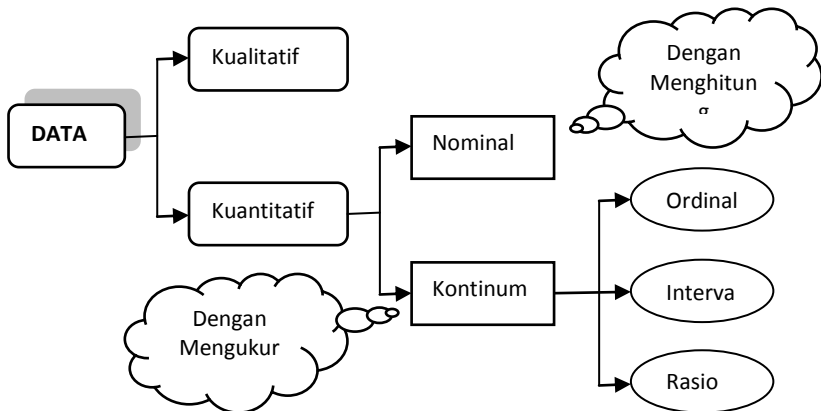 Kualitatif
Dengan
Menghitun
g
DATA
Nominal
Kuantitatif
Ordinal
Kontinum
Interva
Dengan
Mengukur
Rasio